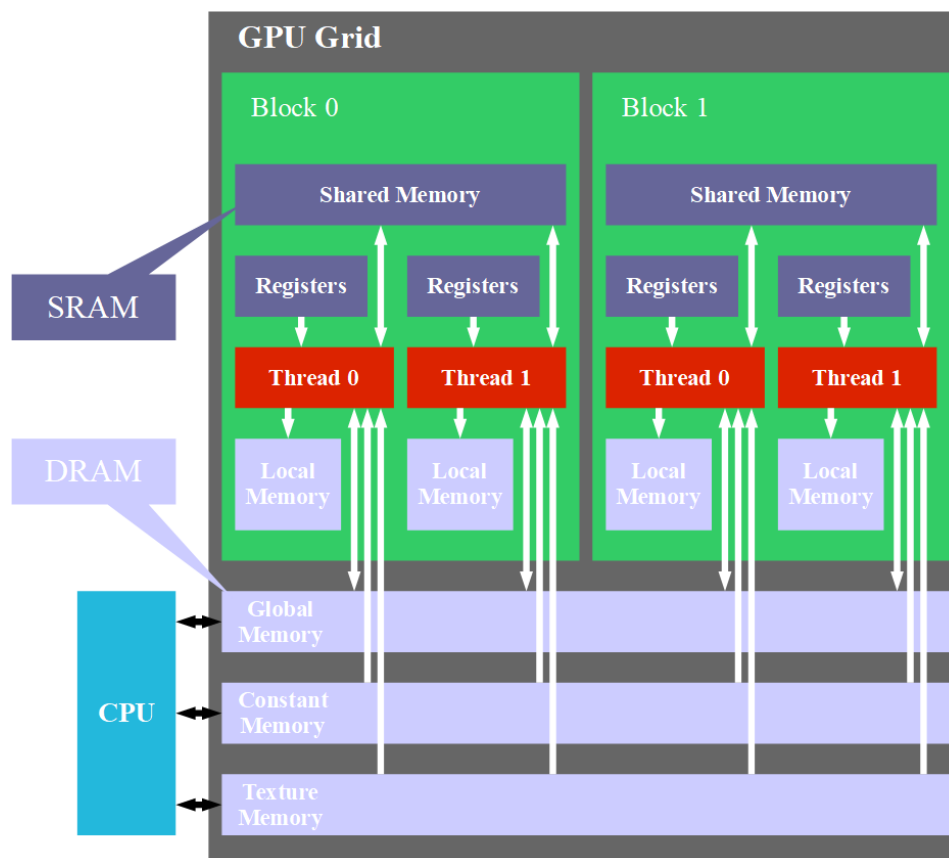 GPU Grid
Block 0
Block 1
Shared Memory
Shared Memory
SRAM
Registers
Registers
Registers
Registers
Thread 0
Thread 1
Thread 0
Thread 1
DRAM
Local
Memory
Local
Memory
Local
Memory
Local
Memory
CPU
Global
Memory
Constant
Memory
Texture
Memory